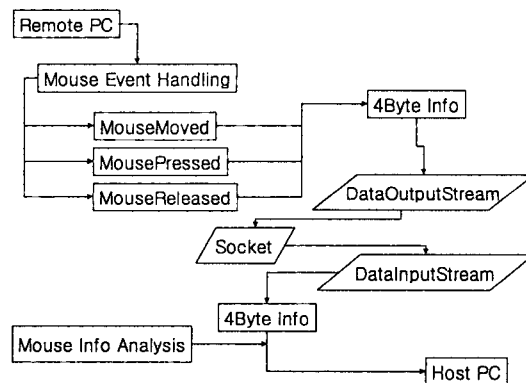 Remote PC
Mouse Event Handling
MouseMoved
MousePressed
MouseReleased
4Byte Info
DataOutputStream
Socket
DataInputStream
4Byte Info
Mouse Info Analysis
Host PC